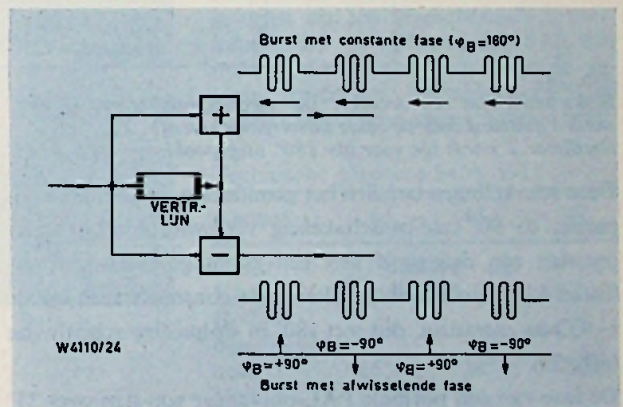 Burst met constante fase (φB=180°)
+
VERTR.-
LIJN
−
W4110/24
φB=−90° φB=−90°
φB=+90° φB=+90°
Burst met afwisselende fase